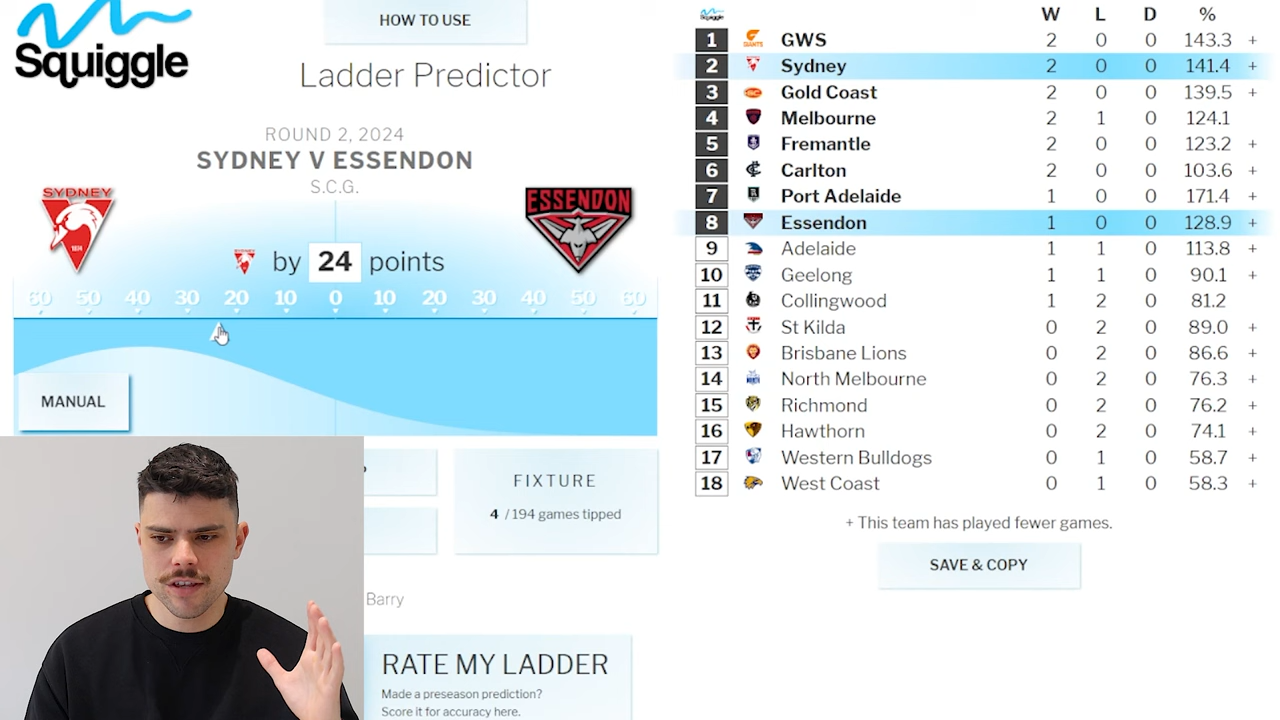 Squiggle
HOW TO USE
Ladder Predictor
ROUND 2, 2024
SYDNEY V ESSENDON
S.C.G.
SYDNEY
ESSENDON
by 24 points
60 50 40 30 20 10 0 10 20 30 40 50 60
MANUAL
FIXTURE
4 / 194 games tipped
Barry
RATE MY LADDER
Made a preseason prediction?
Score it for accuracy here.
Squiggle W L D %
1 GIANTS GWS 2 0 0 143.3 +
2 Sydney 2 0 0 141.4 +
3 Gold Coast 2 0 0 139.5 +
4 Melbourne 2 1 0 124.1
5 Fremantle 2 0 0 123.2 +
6 Carlton 2 0 0 103.6 +
7 Port Adelaide 1 0 0 171.4 +
8 Essendon 1 0 0 128.9 +
9 Adelaide 1 1 0 113.8 +
10 Geelong 1 1 0 90.1 +
11 Collingwood 1 2 0 81.2
12 St Kilda 0 2 0 89.0 +
13 Brisbane Lions 0 2 0 86.6 +
14 North Melbourne 0 2 0 76.3 +
15 Richmond 0 2 0 76.2 +
16 Hawthorn 0 2 0 74.1 +
17 Western Bulldogs 0 1 0 58.7 +
18 West Coast 0 1 0 58.3 +
+ This team has played fewer games.
SAVE & COPY